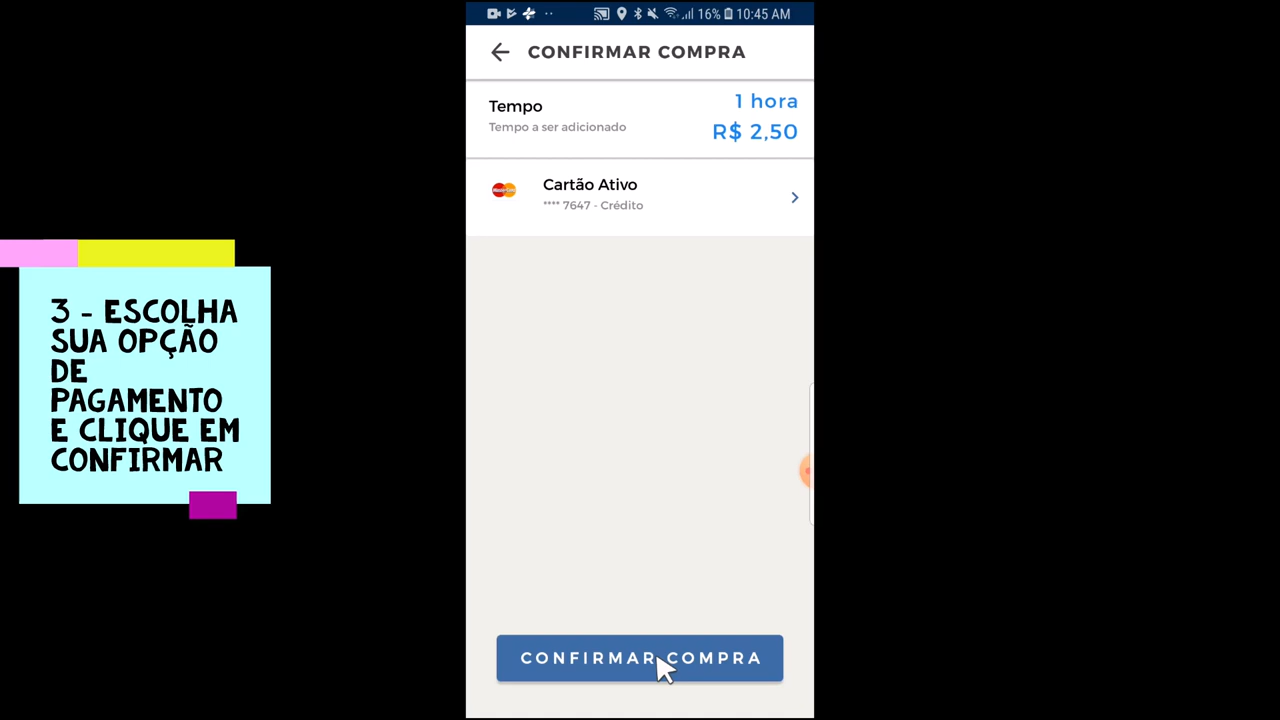 16% 10:45 AM
CONFIRMAR COMPRA
Tempo
1 hora
Tempo a ser adicionado
R$ 2,50
Cartão Ativo
**** 7647 - Crédito
3 - ESCOLHA
SUA OPÇÃO
DE
PAGAMENTO
E CLIQUE EM
CONFIRMAR
CONFIRMAR COMPRA